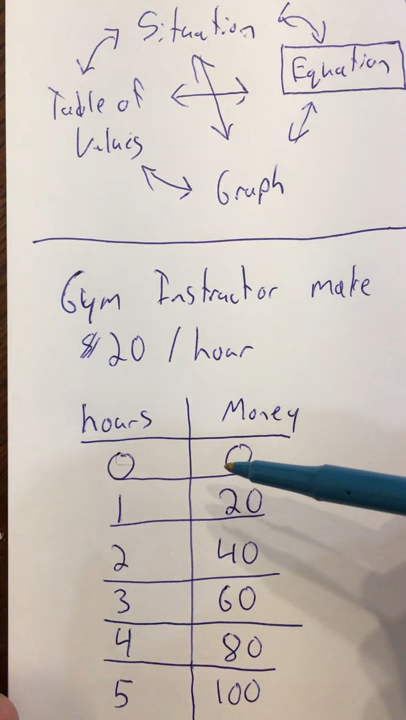 Situation
Equation
Table of
Values
Graph
Gym Instructor make
$20 / hour
hours Money
0 0
1 20
2 40
3 60
4 80
5 100